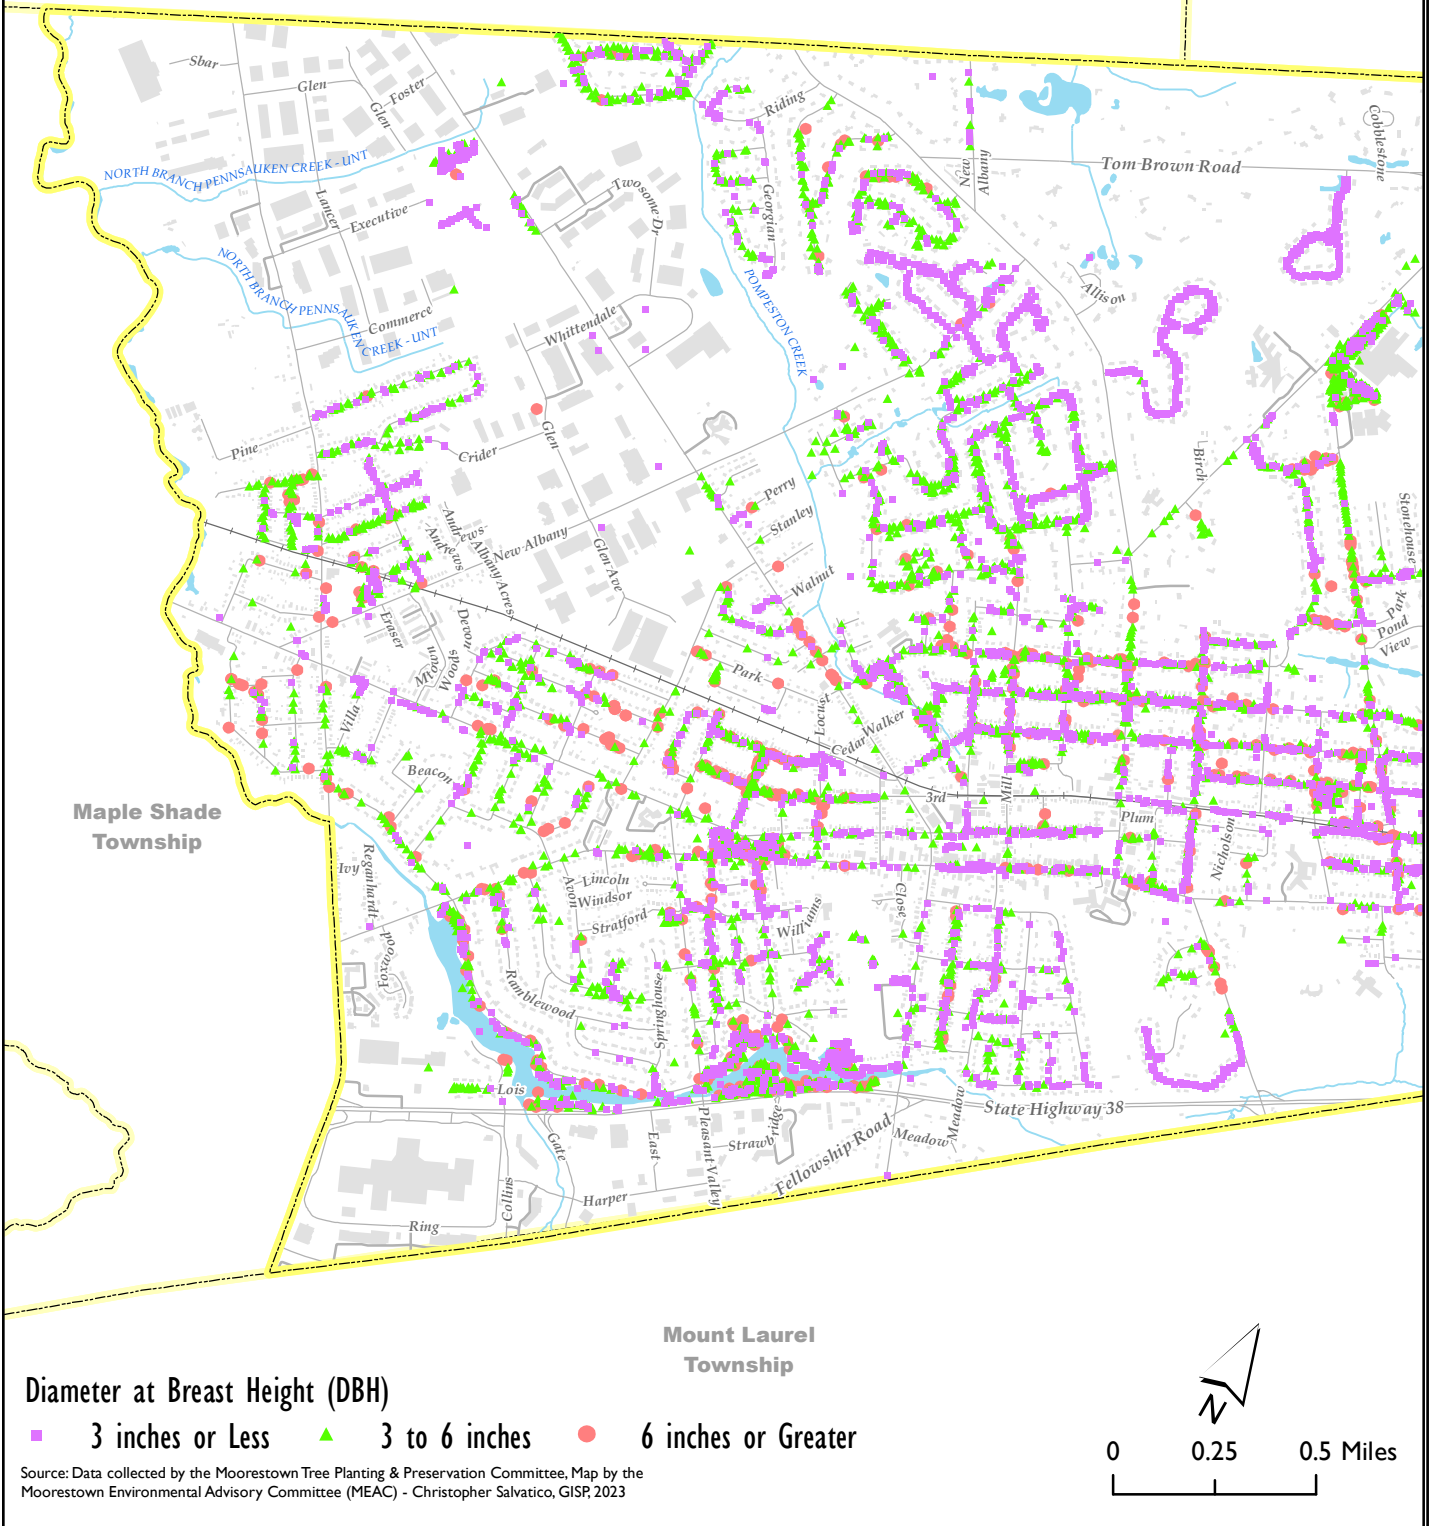 Sbar
Glen
Glen
Foster
Riding
Cobblestone
NORTH BRANCH PENNSAUKEN CREEK - UNT
New
Albany
Tom Brown Road
Lancer
Executive
Twosome Dr
Georgian
NORTH BRANCH PENNSAUKEN
CREEK - UNT
POMPESTON CREEK
Allison
Commerce
Whittendale
Pine
Crider
Glen
Birch
Perry
Stanley
Stonehouse
Andrews
Andrews
Albany Acres
New Albany
Glen Ave
Walnut
Eraser
Devon
Park
Pond
View
Mtoun
Woods
Park
Villa
Locust
Walker
Cedar
Beacon
3rd
Mill
Plum
Nicholson
Maple Shade
Township
Ivy
Reganhardt
Lincoln
Windsor
Avon
Stratford
Close
Williams
Foxwood
Ramblewood
Springhouse
Lois
State Highway 38
Meadow
Meadow
Pleasant Valley
Strawbridge
Fellowship Road
Gate
East
Collins
Harper
Ring
Mount Laurel
Township
Diameter at Breast Height (DBH)
3 inches or Less 3 to 6 inches 6 inches or Greater
N
0 0.25 0.5 Miles
Source: Data collected by the Moorestown Tree Planting & Preservation Committee, Map by the
Moorestown Environmental Advisory Committee (MEAC) - Christopher Salvatico, GISP, 2023